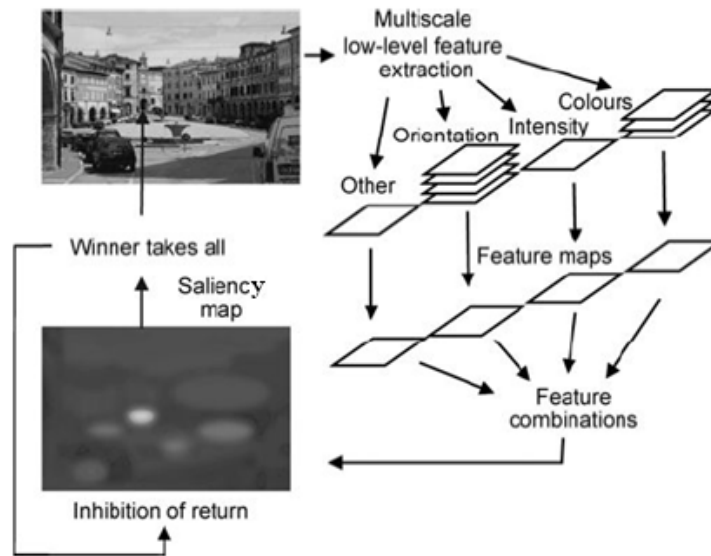 Multiscale
low-level feature
extraction
Colours
Intensity
Orientation
Other
Feature maps
Winner takes all
Saliency
map
Feature
combinations
Inhibition of return